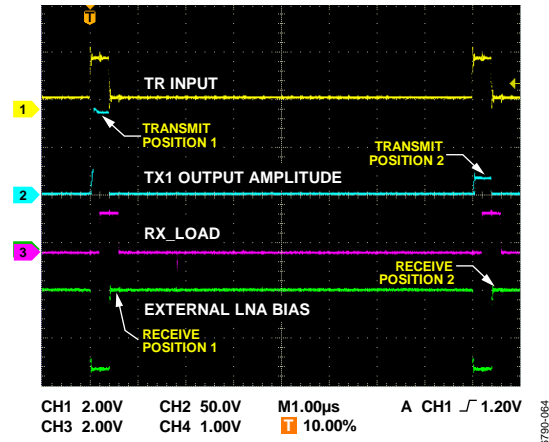 T
1
TR INPUT
TRANSMIT
POSITION 1
TRANSMIT
POSITION 2
2
TX1 OUTPUT AMPLITUDE
RX_LOAD
3
RECEIVE
POSITION 2
EXTERNAL LNA BIAS
RECEIVE
POSITION 1
CH1 2.00V CH2 50.0V M1.00µs A CH1 1.20V
CH3 2.00V CH4 1.00V T 10.00%